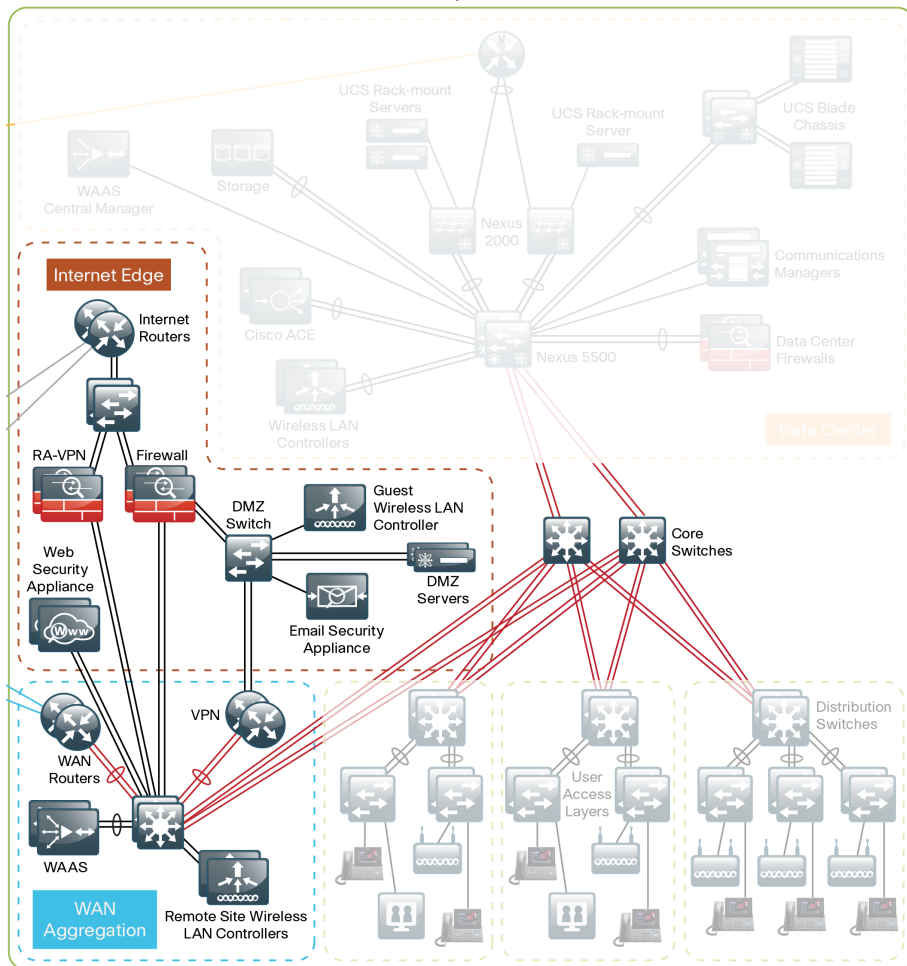 V
UCS Rack-mount
Servers
UCS Rack-mount
Server
UCS Blade
Chassis
WAAS
Central Manager
Storage
Nexus
2000
Communications
Managers
Internet Edge
Internet
Routers
Cisco ACE
Nexus 5500
Data Center
Firewalls
Wireless LAN
Controllers
Data Center
RA-VPN
Firewall
DMZ
Switch
Guest
Wireless LAN
Controller
Core
Switches
Web
Security
Appliance
DMZ
Servers
Www
Email Security
Appliance
VPN
WAN
Routers
Distribution
Switches
User
Access
Layers
WAAS
WAN
Aggregation
Remote Site Wireless
LAN Controllers